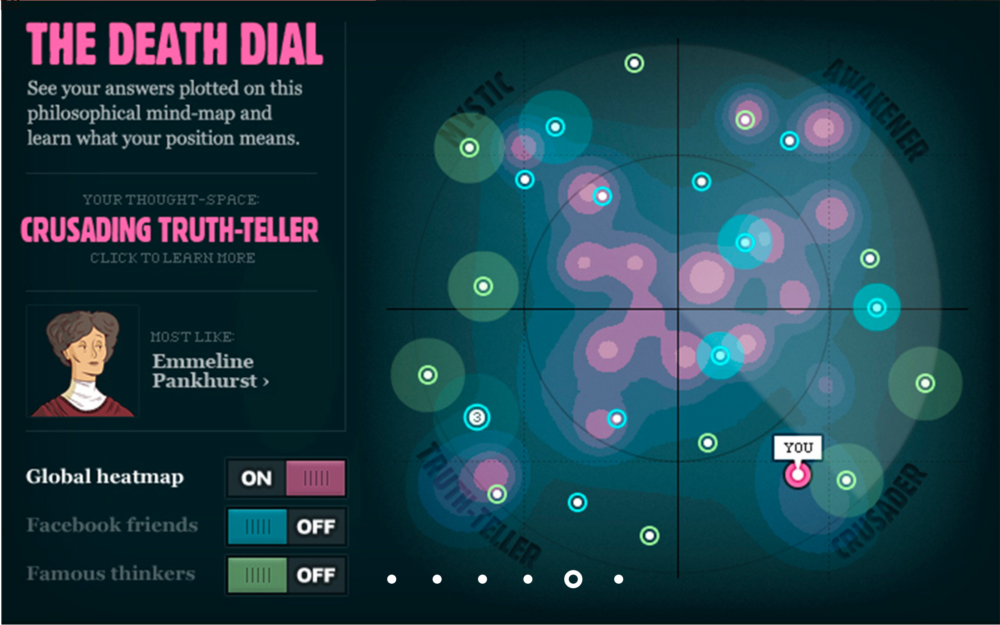 THE DEATH DIAL
See your answers plotted on this
philosophical mind-map and
learn what your position means.
YOUR THOUGHT-SPACE:
CRUSADING TRUTH-TELLER
CLICK TO LEARN MORE
MOST LIKE:
Emmeline
Pankhurst ›
Global heatmap
ON
Facebook friends
OFF
Famous thinkers
OFF
MYSTIC
AWAKENER
3
YOU
TRUTH-TELLER
CRUSADER